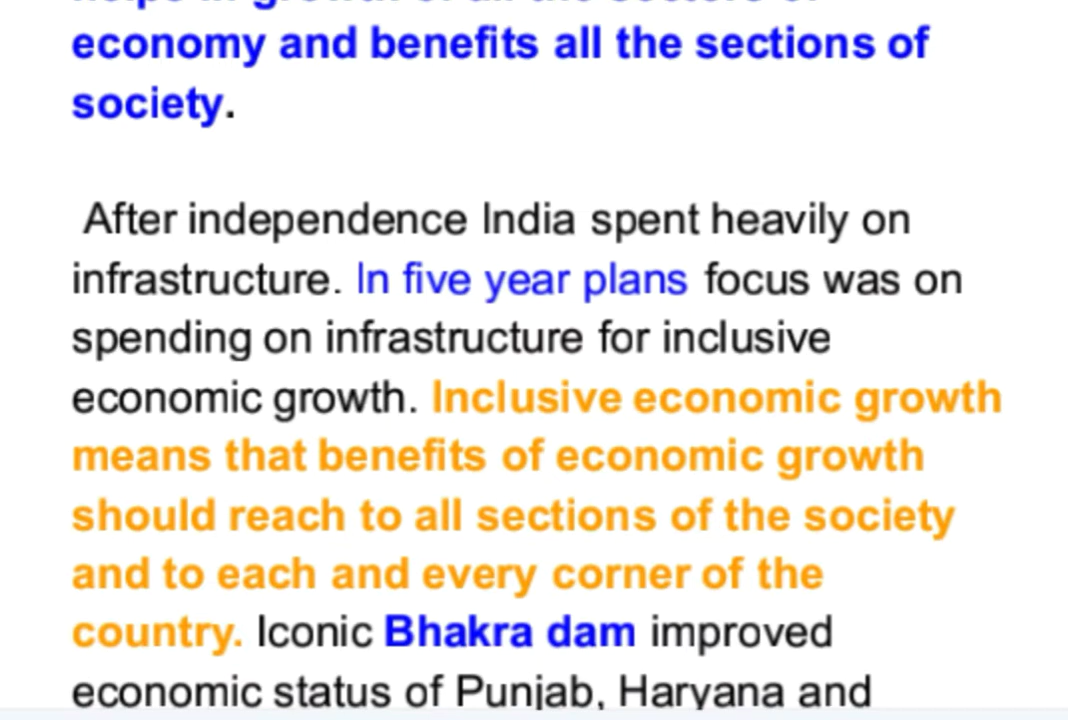 economy and benefits all the sections of
society.
After independence India spent heavily on
infrastructure. In five year plans focus was on
spending on infrastructure for inclusive
economic growth. Inclusive economic growth
means that benefits of economic growth
should reach to all sections of the society
and to each and every corner of the
country. Iconic Bhakra dam improved
economic status of Punjab, Haryana and